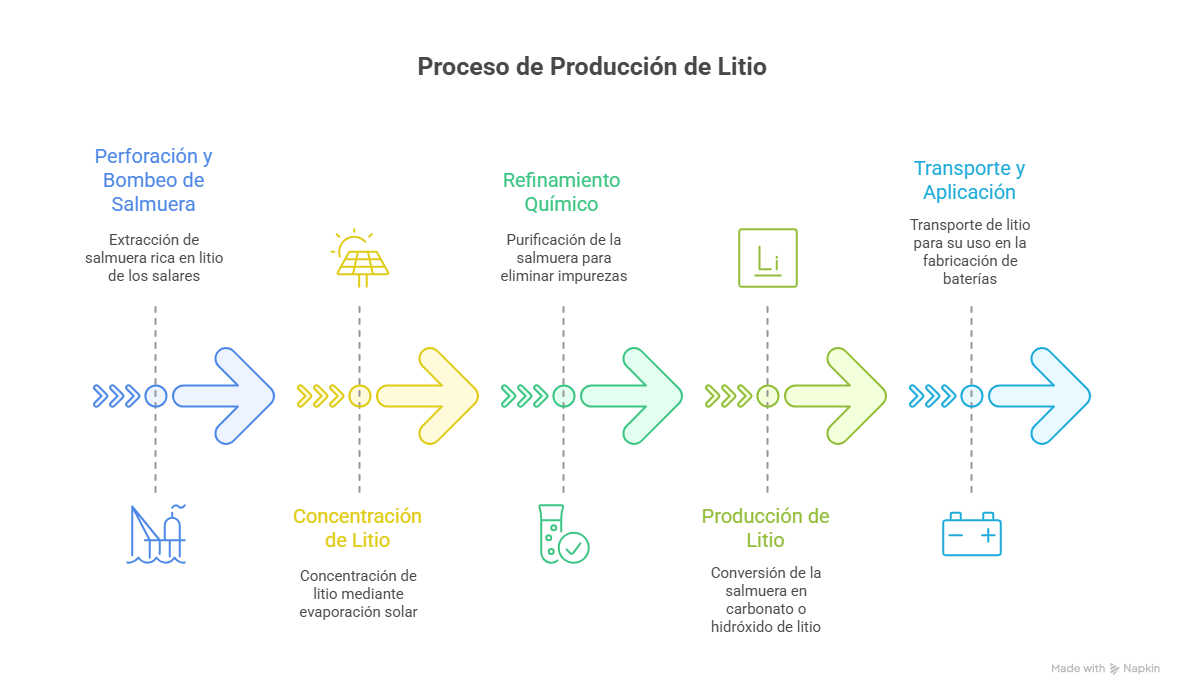 Proceso de Producción de Litio
Perforación y
Bombeo de
Salmuera
Extracción de
salmuera rica en litio
de los salares
Concentración
de Litio
Concentración de
litio mediante
evaporación solar
Refinamiento
Químico
Purificación de la
salmuera para
eliminar impurezas
Li
Producción de
Litio
Conversión de la
salmuera en
carbonato o
hidróxido de litio
Transporte y
Aplicación
Transporte de litio
para su uso en la
fabricación de
baterías
Made with Napkin